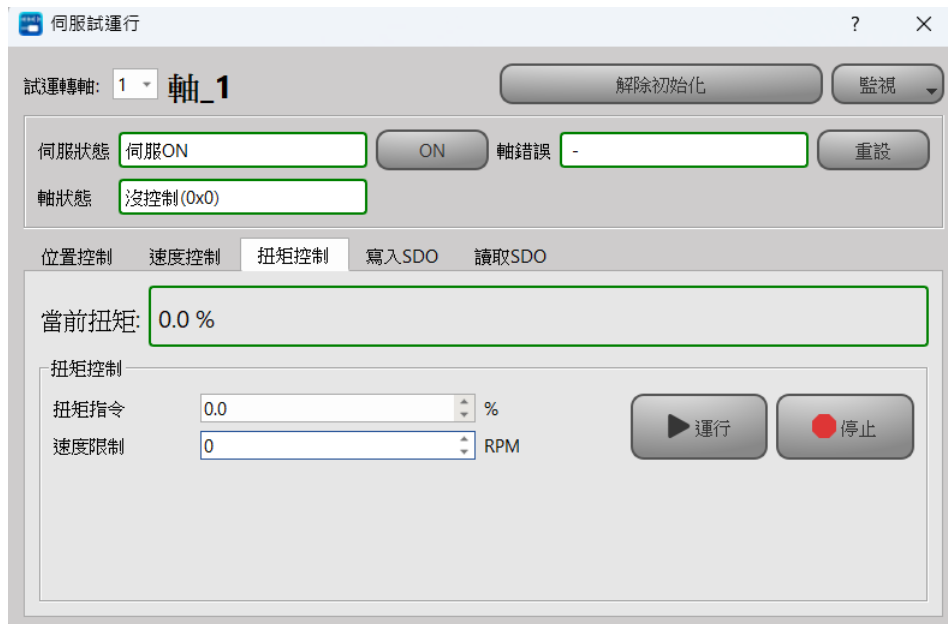 伺服試運行 ?
試運轉軸: 1 軸_1 解除初始化 監視
伺服狀態 伺服ON ON 軸錯誤 - 重設
軸狀態 沒控制(0x0)
位置控制 速度控制 扭矩控制 寫入SDO 讀取SDO
當前扭矩: 0.0 %
扭矩控制
扭矩指令 0.0 % 運行 停止
速度限制 0 RPM